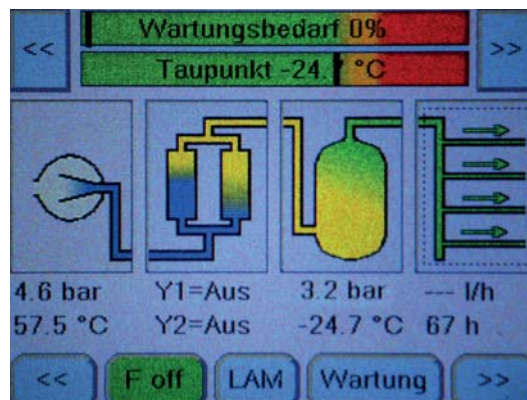 << Wartungsbedarf 0% >>
Taupunkt -24. °C
4.6 bar Y1=Aus 3.2 bar --- l/h
57.5 °C Y2=Aus -24.7 °C 67 h
<< F off LAM Wartung >>